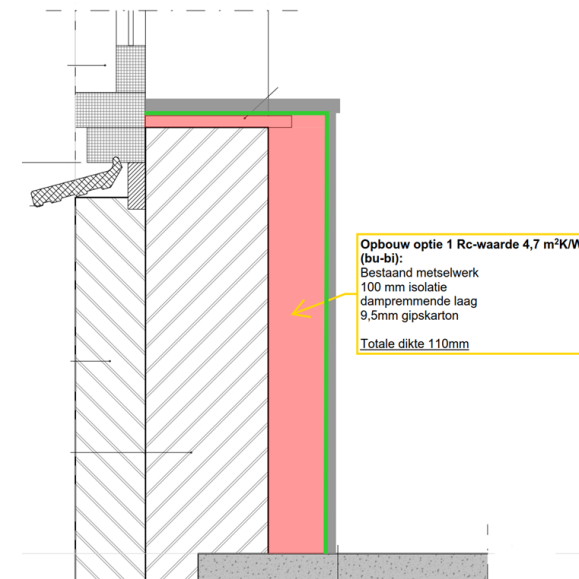 Opbouw optie 1 Rc-waarde 4,7 m²K/W
(bu-bi):
Bestaand metselwerk
100 mm isolatie
dampremmende laag
9,5mm gipskarton
Totale dikte 110mm